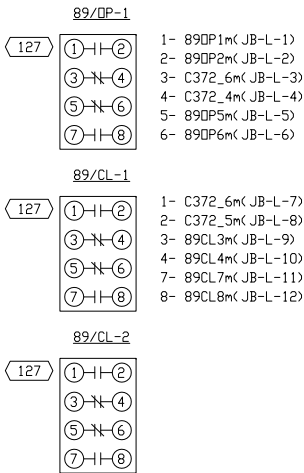 89/OP-1
127
1 2
3 4
5 6
7 8
1- 89OP1m(JB-L-1)
2- 89OP2m(JB-L-2)
3- C372_6m(JB-L-3)
4- C372_4m(JB-L-4)
5- 89OP5m(JB-L-5)
6- 89OP6m(JB-L-6)
89/CL-1
127
1 2
3 4
5 6
7 8
1- C372_6m(JB-L-7)
2- C372_5m(JB-L-8)
3- 89CL3m(JB-L-9)
4- 89CL4m(JB-L-10)
7- 89CL7m(JB-L-11)
8- 89CL8m(JB-L-12)
89/CL-2
127
1 2
3 4
5 6
7 8